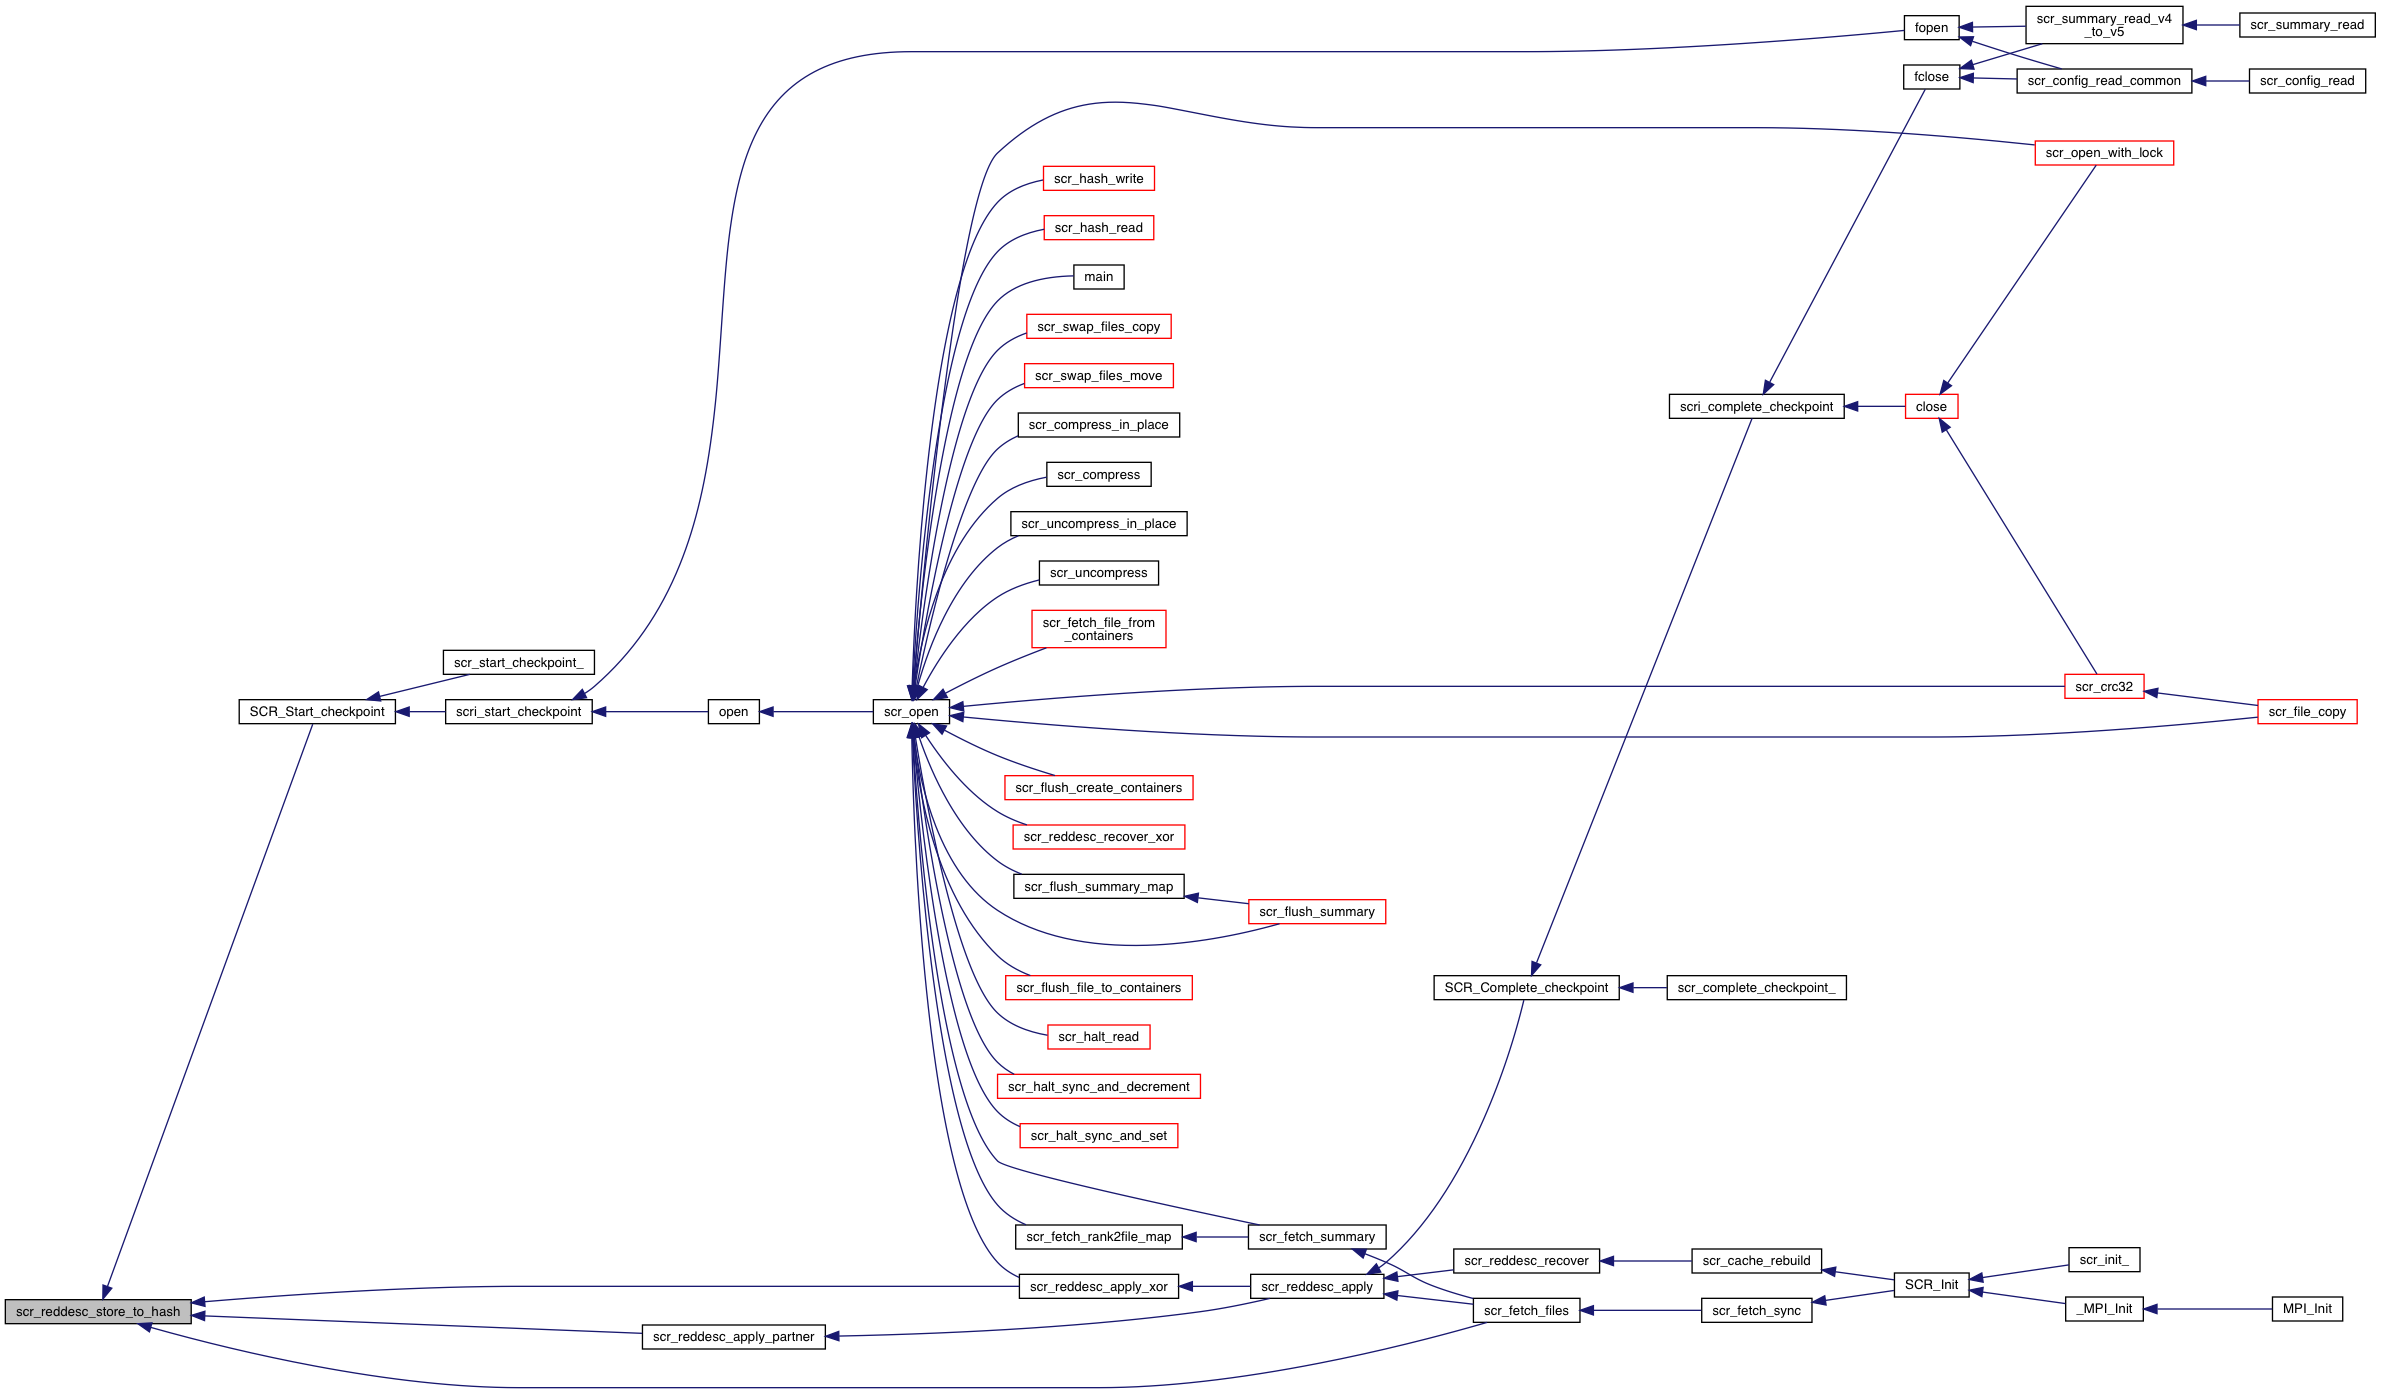 fopen
scr_summary_read_v4
_to_v5
scr_summary_read
fclose
scr_config_read_common
scr_config_read
scr_open_with_lock
scr_hash_write
scr_hash_read
main
scr_swap_files_copy
scr_swap_files_move
scri_complete_checkpoint
close
scr_compress_in_place
scr_compress
scr_uncompress_in_place
scr_uncompress
scr_fetch_file_from
_containers
scr_start_checkpoint_
scr_crc32
SCR_Start_checkpoint
scri_start_checkpoint
open
scr_open
scr_file_copy
scr_flush_create_containers
scr_reddesc_recover_xor
scr_flush_summary_map
scr_flush_summary
scr_flush_file_to_containers
SCR_Complete_checkpoint
scr_complete_checkpoint_
scr_halt_read
scr_halt_sync_and_decrement
scr_halt_sync_and_set
scr_fetch_rank2file_map
scr_fetch_summary
scr_reddesc_recover
scr_cache_rebuild
scr_init_
scr_reddesc_apply_xor
scr_reddesc_apply
SCR_Init
scr_reddesc_store_to_hash
scr_fetch_files
scr_fetch_sync
_MPI_Init
MPI_Init
scr_reddesc_apply_partner